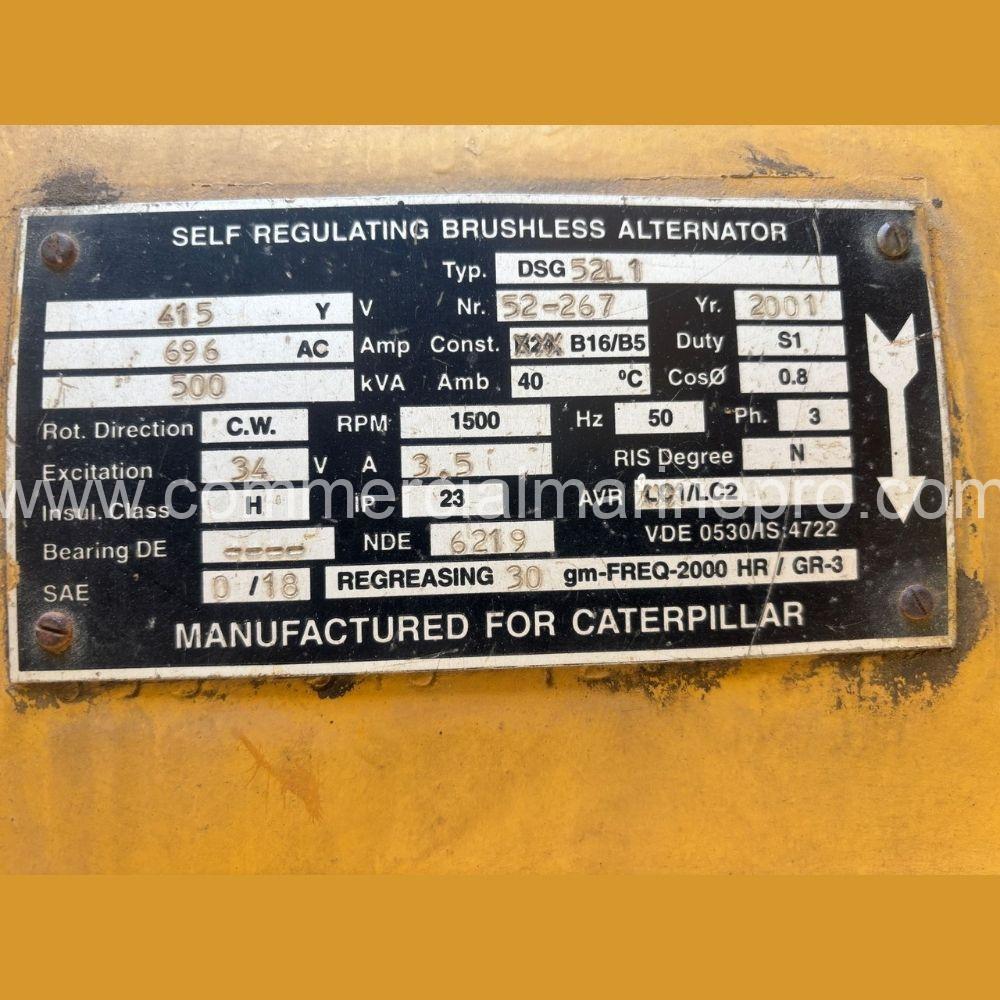 SELF REGULATING BRUSHLESS ALTERNATOR
Typ. DSG 52L1
415 Y V Nr. 52-267 Yr. 2001
696 AC Amp Const. B16/B5 Duty S1
500 kVA Amb 40 ºC CosØ 0.8
Rot. Direction C.W. RPM 1500 Hz 50 Ph. 3
Excitation 34 V A 3.5 RIS Degree N
Insul. Class H IP 23 AVR LC1/LC2
www.commercialmarinepro.com
Bearing DE ---- NDE 6219 VDE 0530/IS:4722
SAE 0 /18 REGREASING 30 gm-FREQ-2000 HR / GR-3
MANUFACTURED FOR CATERPILLAR